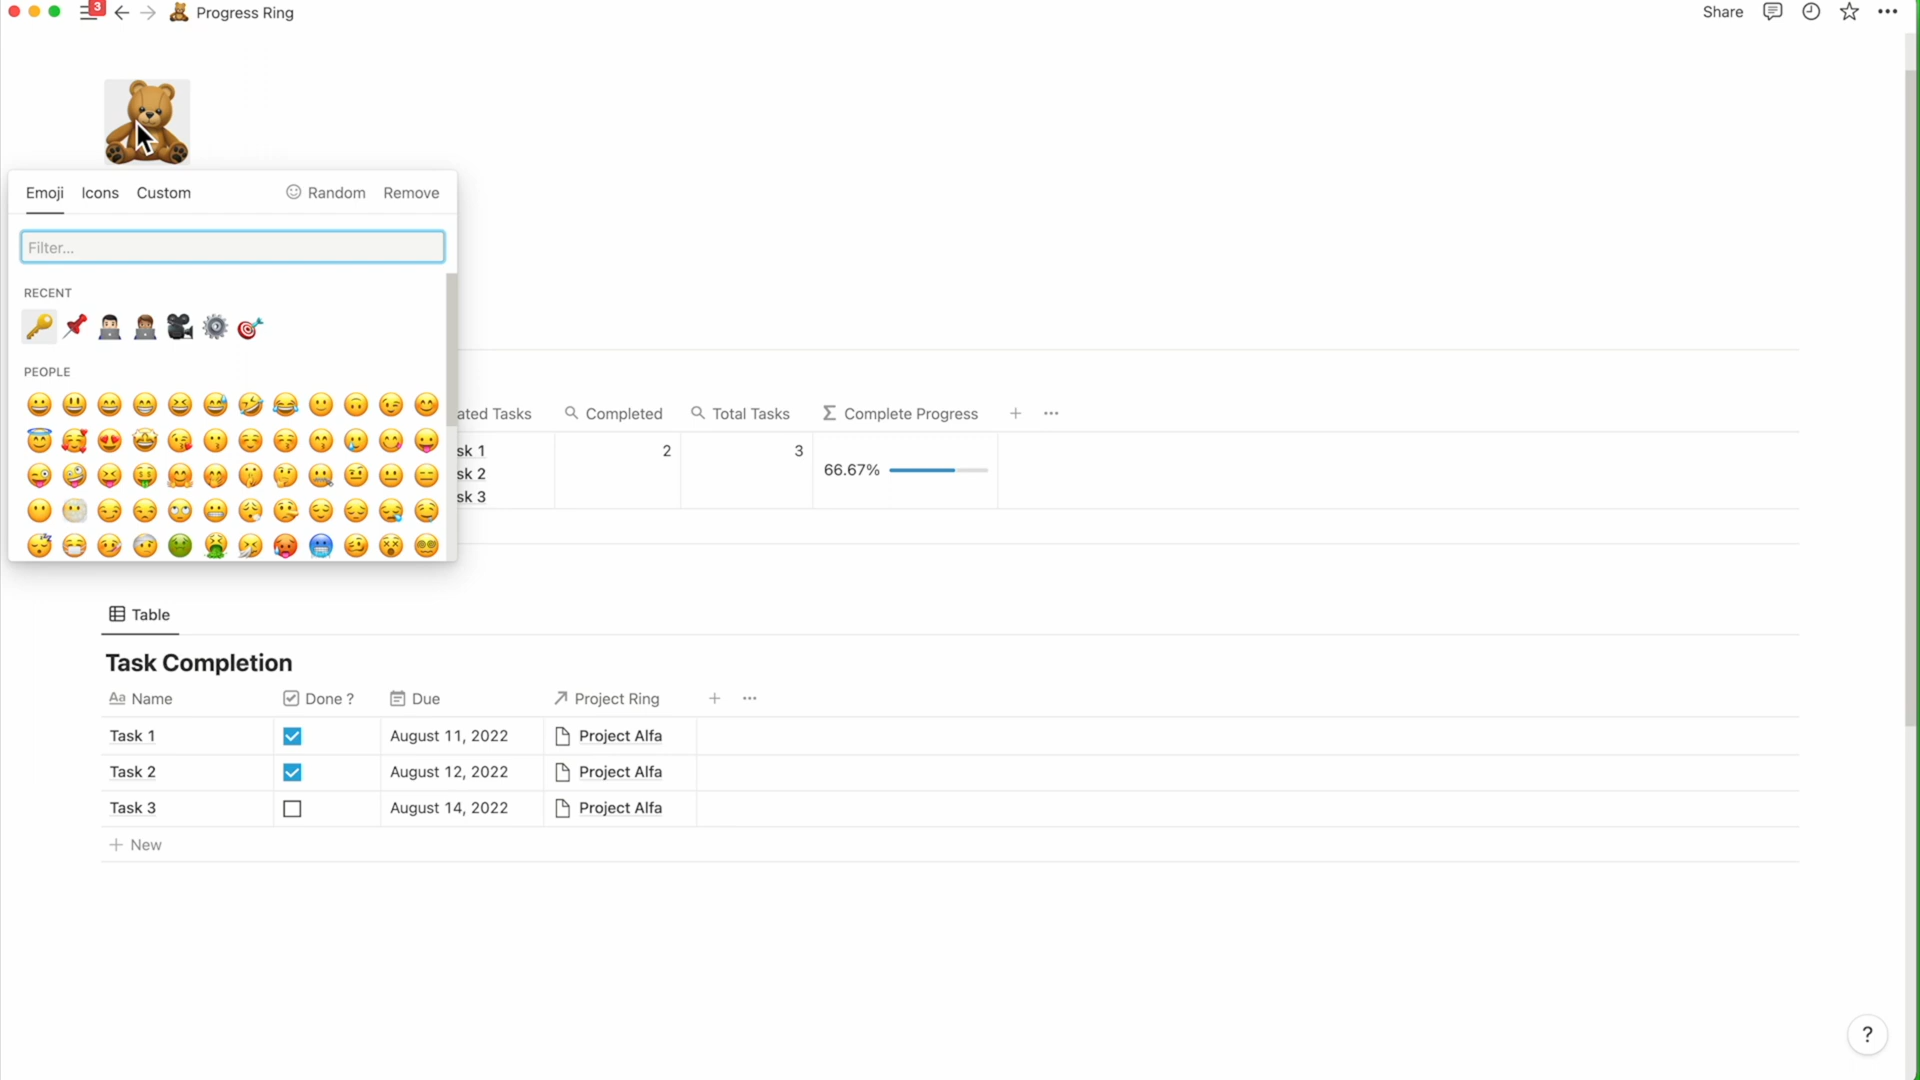 3
Progress Ring
Share
Emoji Icons Custom Random Remove
Filter...
RECENT
PEOPLE
ated Tasks Completed Total Tasks Σ Complete Progress
sk 1 2 3
66.67%
sk 2
sk 3
Table
Task Completion
Aa Name Done ? Due Project Ring
Task 1 August 11, 2022 Project Alfa
Task 2 August 12, 2022 Project Alfa
Task 3 August 14, 2022 Project Alfa
+ New
?